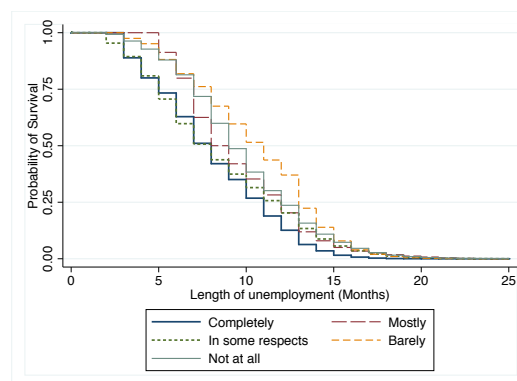 1.00
0.75
0.50
0.25
0.00
Probability of Survival
0 5 10 15 20 25
Length of unemployment (Months)
Completely Mostly
In some respects Barely
Not at all